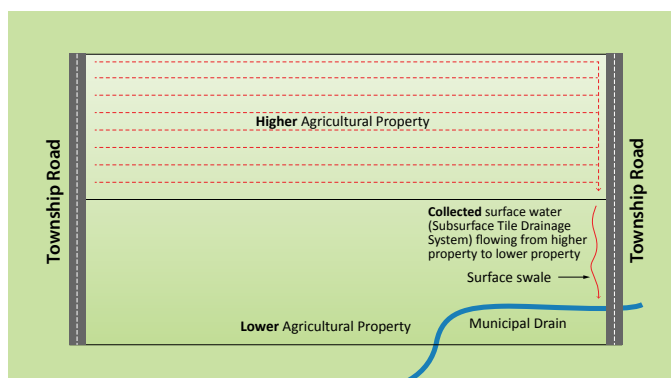 Township Road
Higher Agricultural Property
Collected surface water
(Subsurface Tile Drainage
System) flowing from higher
property to lower property
Surface swale
Township Road
Lower Agricultural Property
Municipal Drain